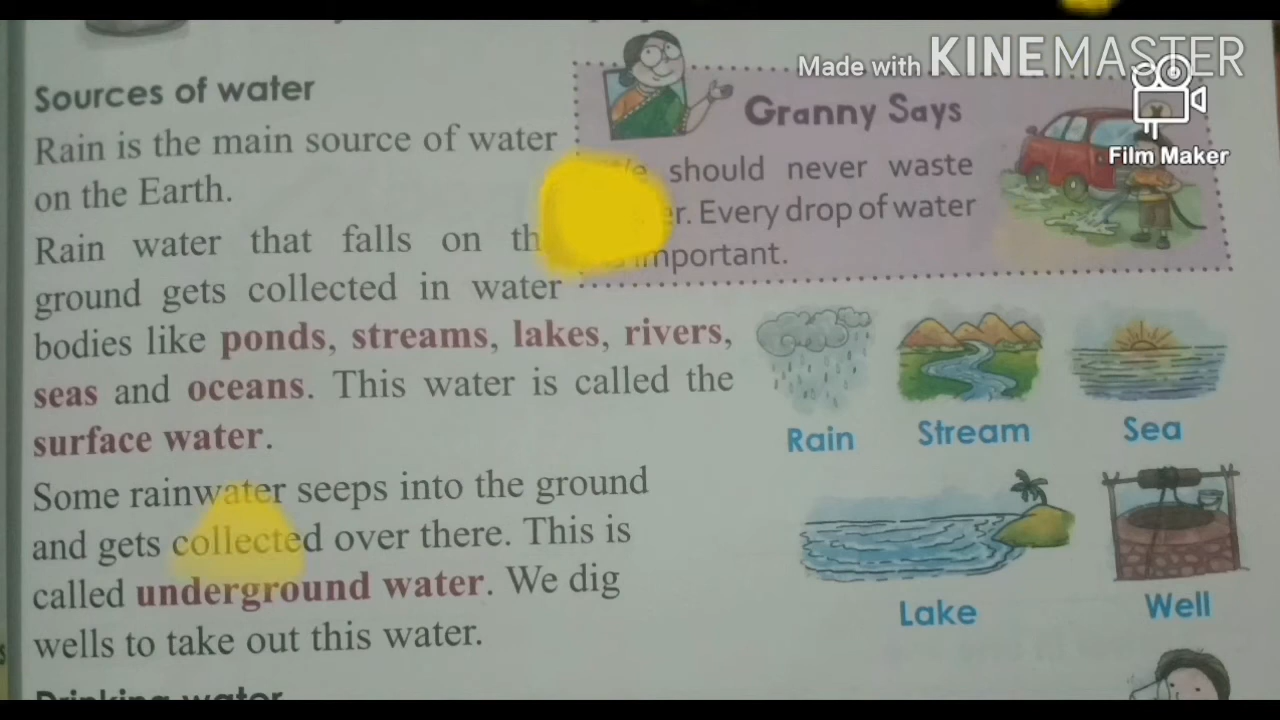 Made with KINEMASTER
Film Maker
Sources of water
Rain is the main source of water
on the Earth.
Rain water that falls on
ground gets collected in water
bodies like ponds, streams, lakes, rivers,
seas and oceans. This water is called the
surface water.
Some rainwater seeps into the ground
and gets collected over there. This is
called underground water. We dig
wells to take out this water.
Granny Says
should never waste
Every drop of water
important.
Rain
Stream
Sea
Lake
Well
Drinking water